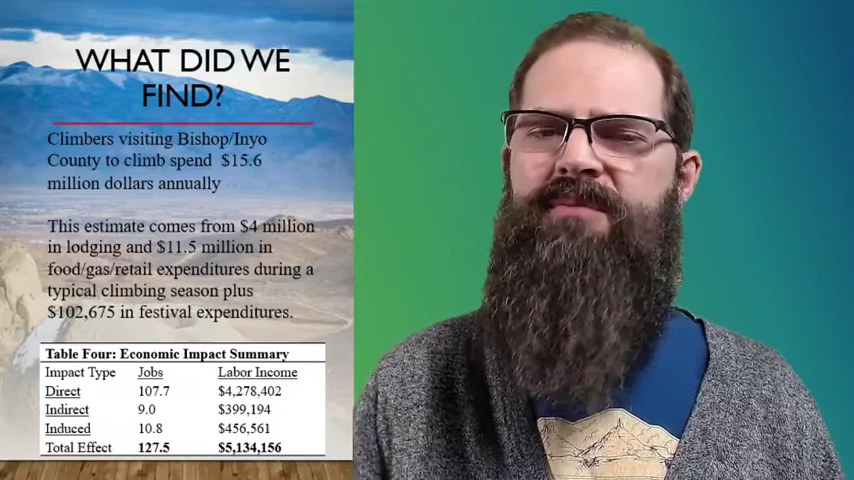 WHAT DID WE
FIND?
Climbers visiting Bishop/Inyo
County to climb spend $15.6
million dollars annually
This estimate comes from $4 million
in lodging and $11.5 million in
food/gas/retail expenditures during a
typical climbing season plus
$102,675 in festival expenditures.
Table Four: Economic Impact Summary
Impact Type Jobs Labor Income
Direct 107.7 $4,278,402
Indirect 9.0 $399,194
Induced 10.8 $456,561
Total Effect 127.5 $5,134,156